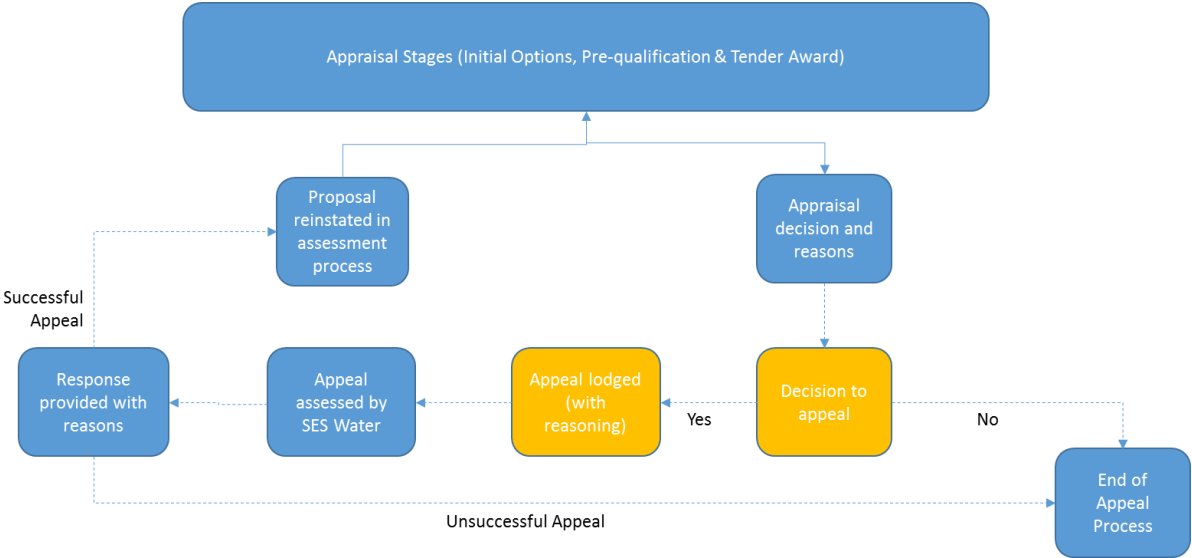 Appraisal Stages (Initial Options, Pre-qualification & Tender Award)
Proposal
reinstated in
assessment
process
Appraisal
decision and
reasons
Successful
Appeal
Response
provided with
reasons
Appeal
assessed by
SES Water
Appeal lodged
(with
reasoning)
Yes
Decision to
appeal
No
End of
Appeal
Process
Unsuccessful Appeal